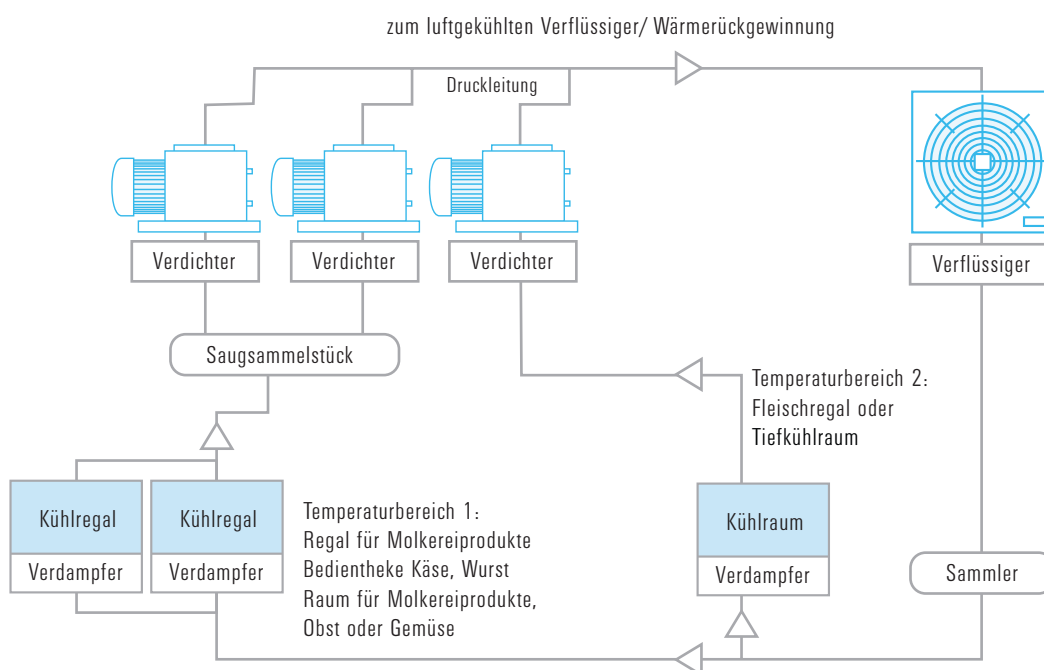 zum luftgekühlten Verflüssiger/ Wärmerückgewinnung
Druckleitung
Verdichter
Verdichter
Verdichter
Verflüssiger
Saugsammelstück
Temperaturbereich 2:
Fleischregal oder
Tiefkühlraum
Kühlregal
Verdampfer
Kühlregal
Verdampfer
Temperaturbereich 1:
Regal für Molkereiprodukte
Bedientheke Käse, Wurst
Raum für Molkereiprodukte,
Obst oder Gemüse
Kühlraum
Verdampfer
Sammler